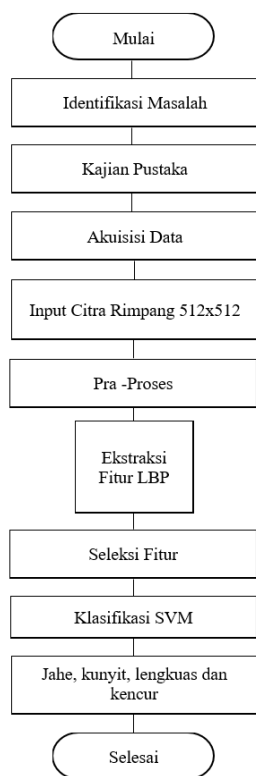 Mulai
Identifikasi Masalah
Kajian Pustaka
Akuisisi Data
Input Citra Rimpang 512x512
Pra -Proses
Ekstraksi
Fitur LBP
Seleksi Fitur
Klasifikasi SVM
Jahe, kunyit, lengkuas dan
kencur
Selesai